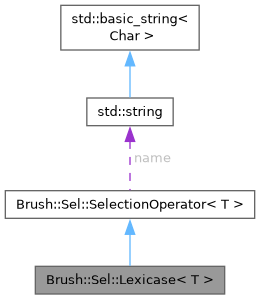 std::basic_string<
Char >
std::string
name
Brush::Sel::SelectionOperator< T >
Brush::Sel::Lexicase< T >